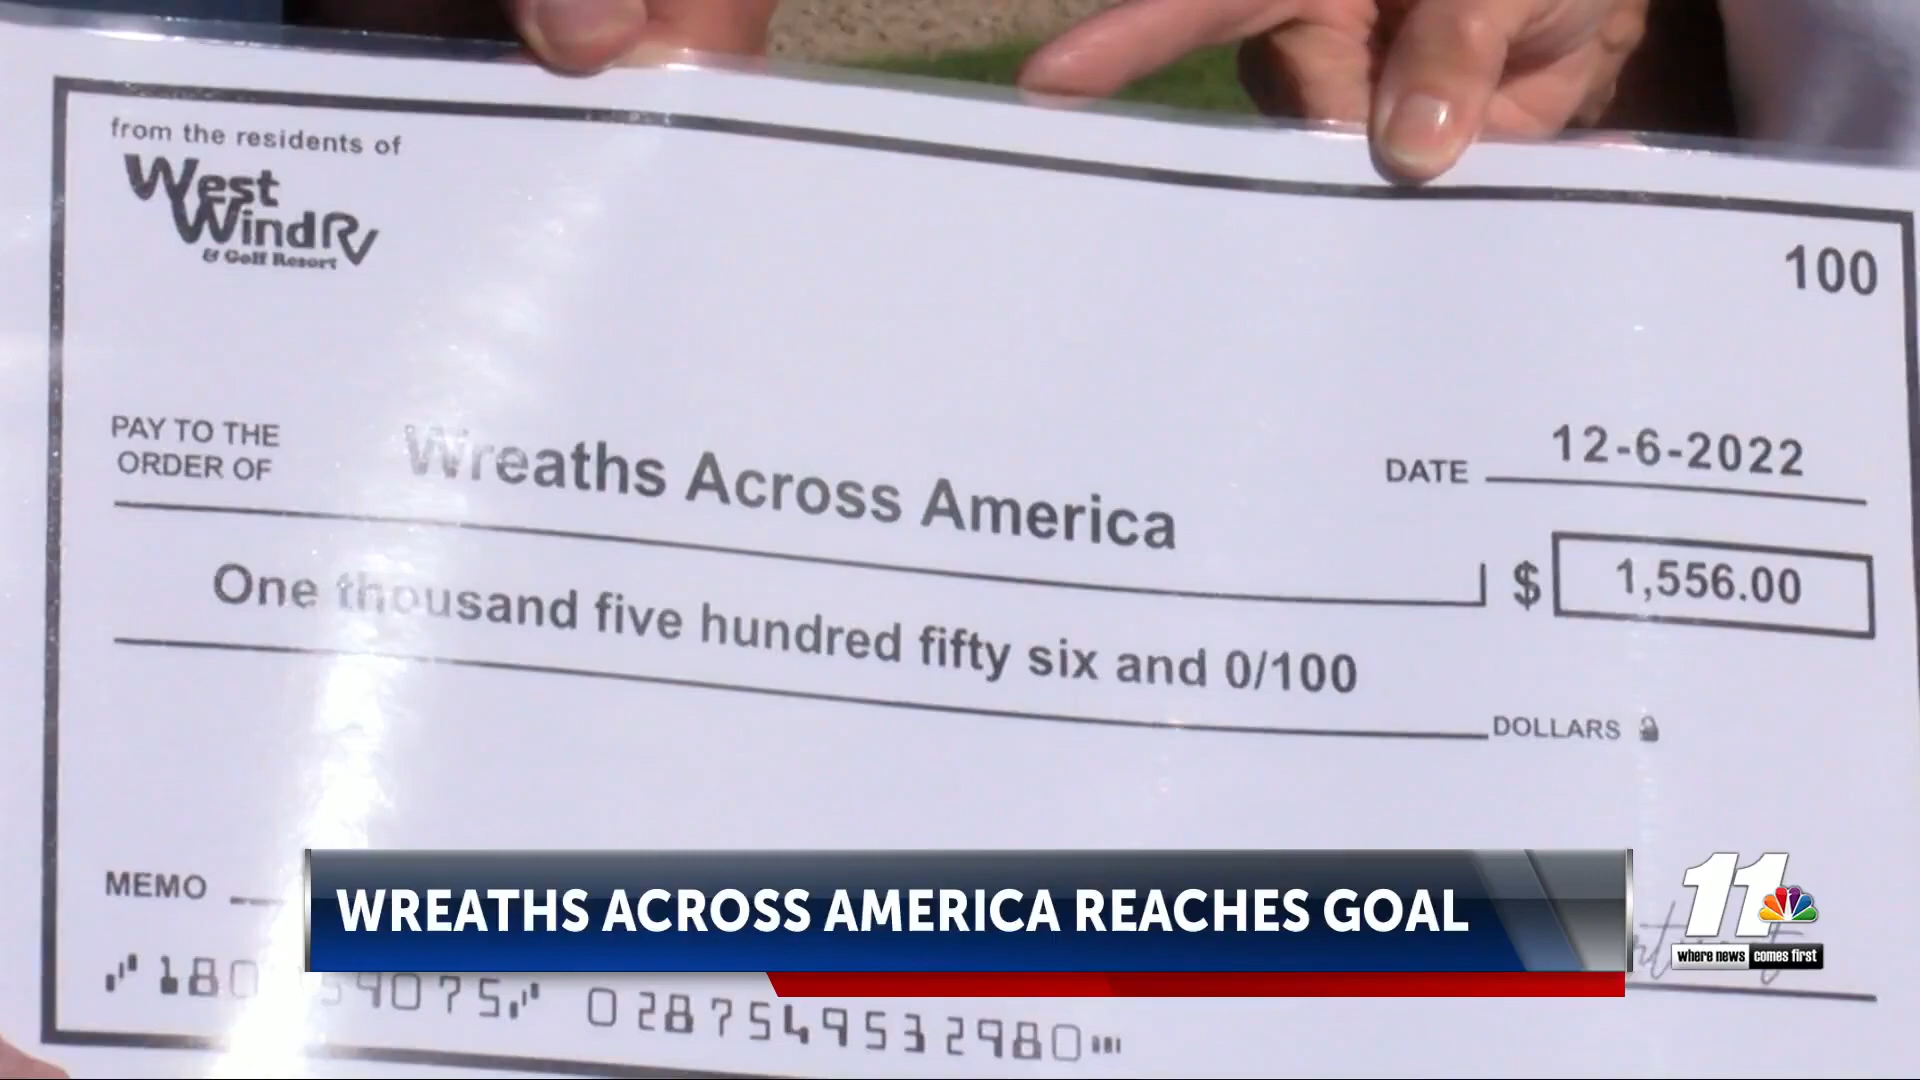 from the residents of
West
Wind RV
& Golf Resort
100
PAY TO THE
ORDER OF
Wreaths Across America
DATE 12-6-2022
$ 1,556.00
One thousand five hundred fifty six and 0/100
DOLLARS
MEMO
WREATHS ACROSS AMERICA REACHES GOAL
11
where news comes first
0287549532980